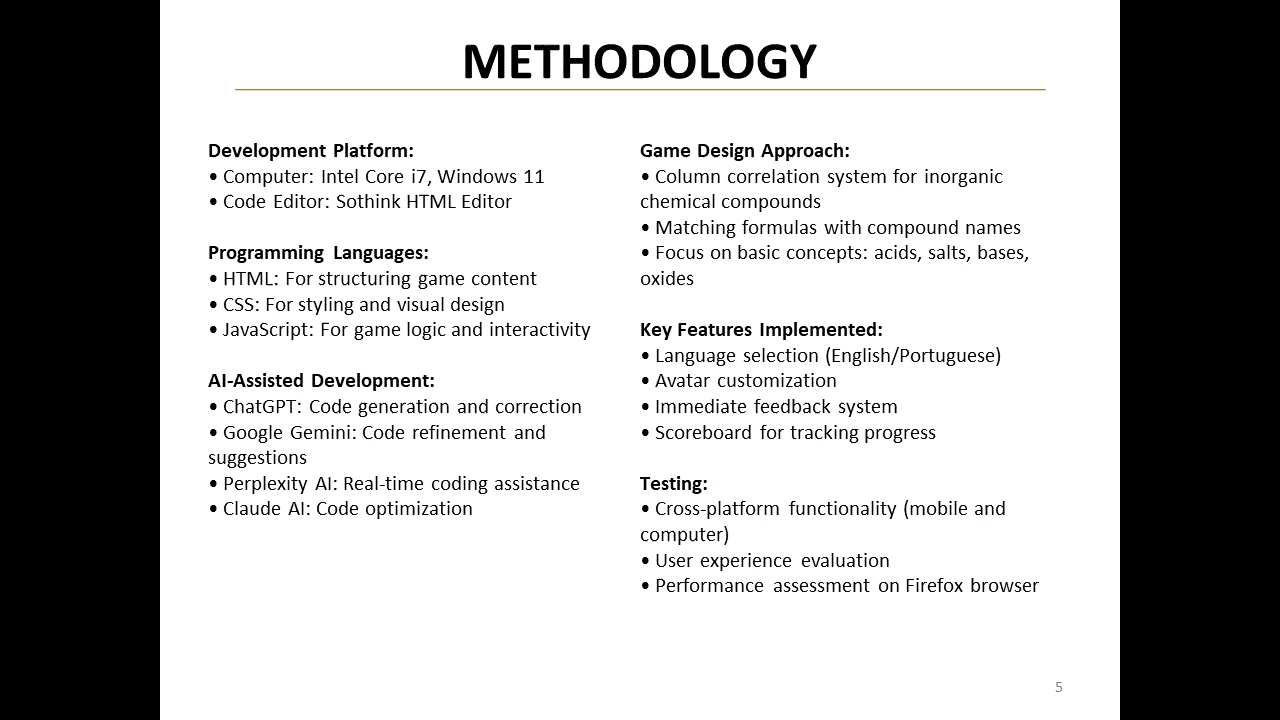 METHODOLOGY
Development Platform:
• Computer: Intel Core i7, Windows 11
• Code Editor: Sothink HTML Editor
Programming Languages:
• HTML: For structuring game content
• CSS: For styling and visual design
• JavaScript: For game logic and interactivity
AI-Assisted Development:
• ChatGPT: Code generation and correction
• Google Gemini: Code refinement and
suggestions
• Perplexity AI: Real-time coding assistance
• Claude AI: Code optimization
Game Design Approach:
• Column correlation system for inorganic
chemical compounds
• Matching formulas with compound names
• Focus on basic concepts: acids, salts, bases,
oxides
Key Features Implemented:
• Language selection (English/Portuguese)
• Avatar customization
• Immediate feedback system
• Scoreboard for tracking progress
Testing:
• Cross-platform functionality (mobile and
computer)
• User experience evaluation
• Performance assessment on Firefox browser
5